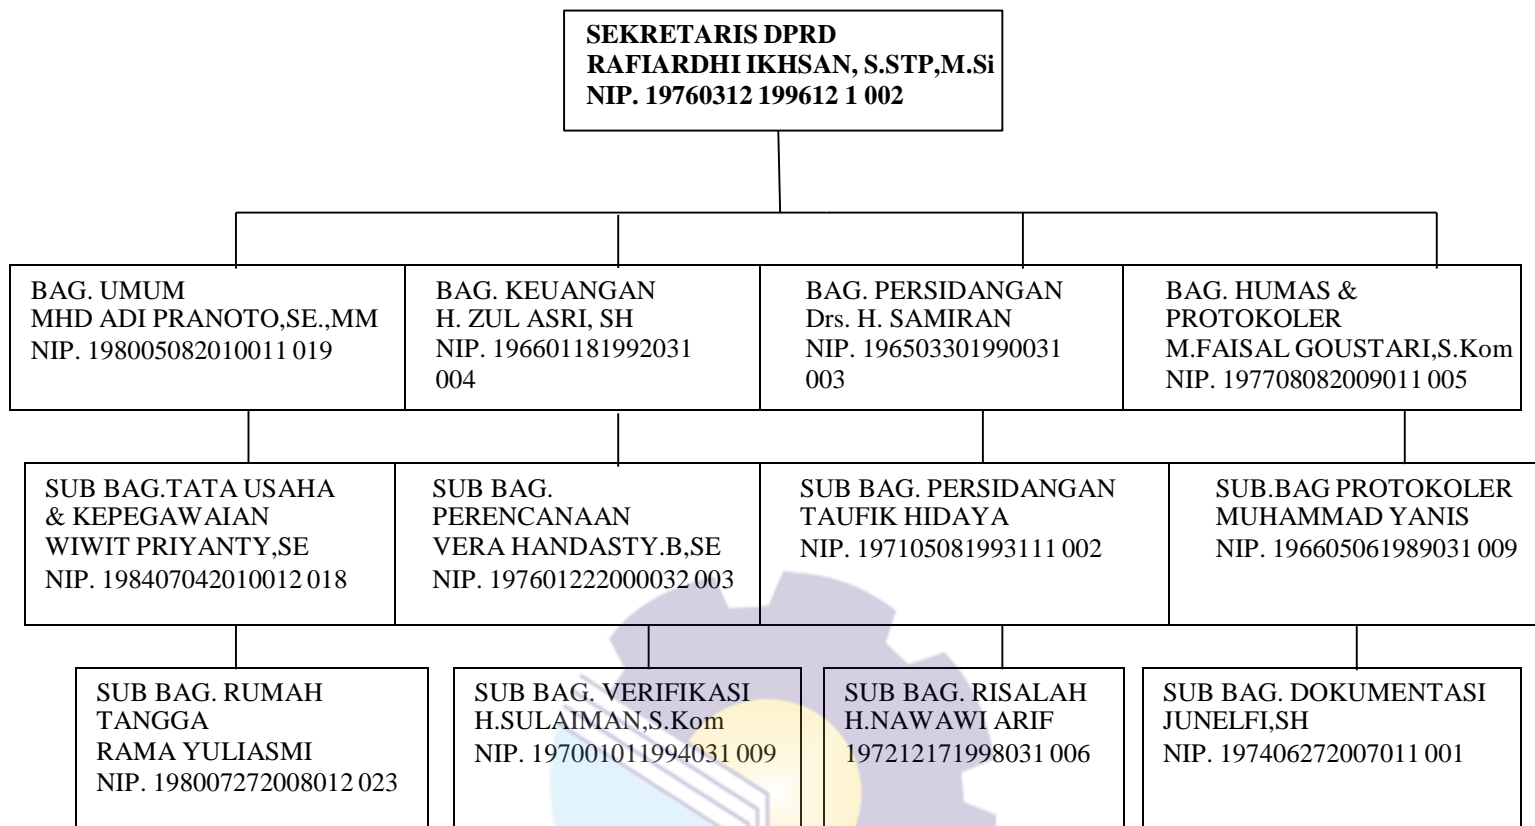 SEKRETARIS DPRD
RAFIARDHI IKHSAN, S.STP,M.Si
NIP. 19760312 199612 1 002
BAG. UMUM
MHD ADI PRANOTO,SE.,MM
NIP. 198005082010011 019
BAG. KEUANGAN
H. ZUL ASRI, SH
NIP. 196601181992031
004
BAG. PERSIDANGAN
Drs. H. SAMIRAN
NIP. 196503301990031
003
BAG. HUMAS &
PROTOKOLER
M.FAISAL GOUSTARI,S.Kom
NIP. 197708082009011 005
SUB BAG.TATA USAHA
& KEPEGAWAIAN
WIWIT PRIYANTY,SE
NIP. 198407042010012 018
SUB BAG.
PERENCANAAN
VERA HANDASTY.B,SE
NIP. 197601222000032 003
SUB BAG. PERSIDANGAN
TAUFIK HIDAYA
NIP. 197105081993111 002
SUB.BAG PROTOKOLER
MUHAMMAD YANIS
NIP. 196605061989031 009
SUB BAG. RUMAH
TANGGA
RAMA YULIASMI
NIP. 198007272008012 023
SUB BAG. VERIFIKASI
H.SULAIMAN,S.Kom
NIP. 197001011994031 009
SUB BAG. RISALAH
H.NAWAWI ARIF
197212171998031 006
SUB BAG. DOKUMENTASI
JUNELFI,SH
NIP. 197406272007011 001